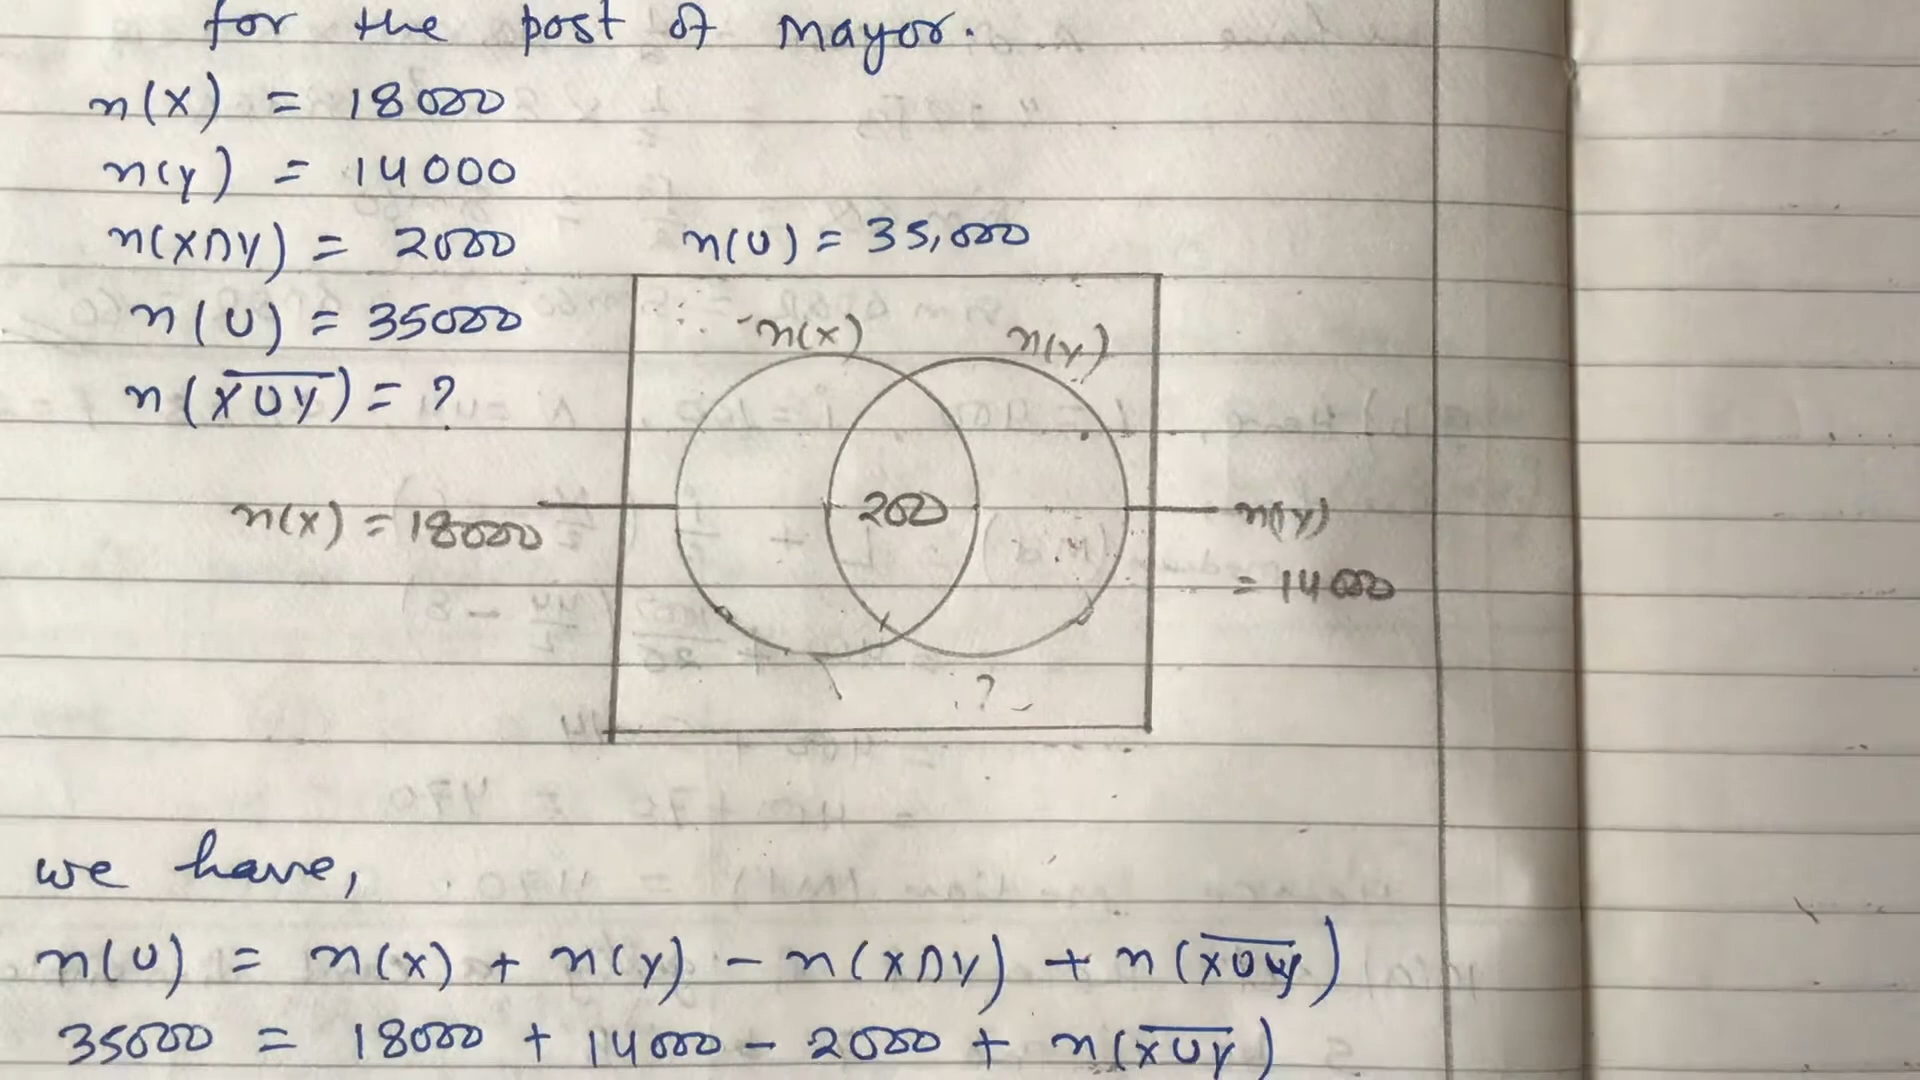 for the post of mayor.
n(X) = 18000
n(y) = 14000
n(X∩Y) = 2000
n(U) = 35,000
n(U) = 35000
n(x)
n(y)
n(X̅U̅Y̅) = ?
n(x) = 18000
2000
n(y)
= 14000
?
we have,
n(U) = n(x) + n(y) - n(x∩y) + n(X̅U̅Y̅)
35000 = 18000 + 14000 - 2000 + n(X̅U̅Y̅)